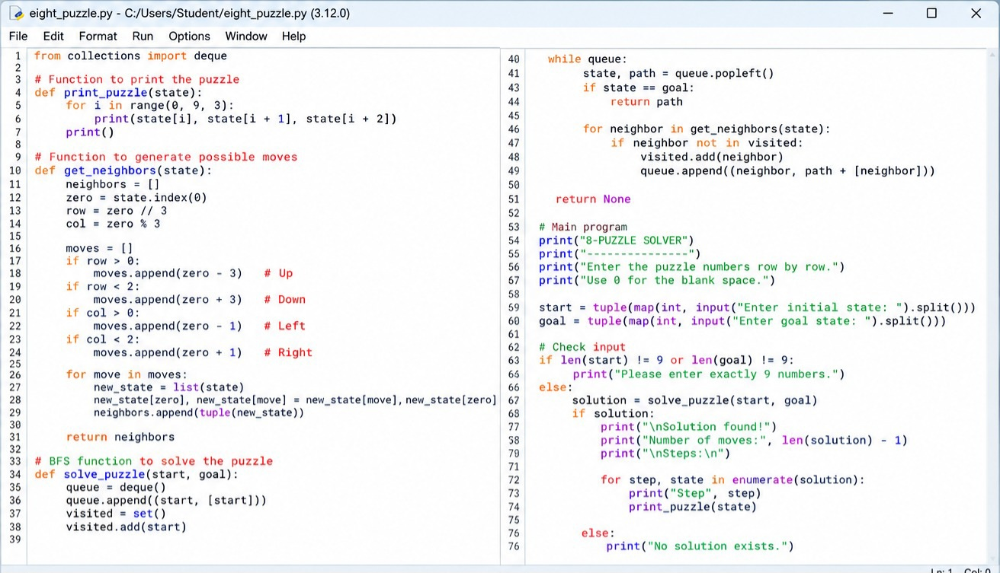 eight_puzzle.py - C:/Users/Student/eight_puzzle.py (3.12.0)
File Edit Format Run Options Window Help
1 from collections import deque
2
3 # Function to print the puzzle
4 def print_puzzle(state):
5     for i in range(0, 9, 3):
6         print(state[i], state[i + 1], state[i + 2])
7     print()
8
9 # Function to generate possible moves
10 def get_neighbors(state):
11     neighbors = []
12     zero = state.index(0)
13     row = zero // 3
14     col = zero % 3
15
16     moves = []
17     if row > 0:
18         moves.append(zero - 3)   # Up
19     if row < 2:
20         moves.append(zero + 3)   # Down
21     if col > 0:
22         moves.append(zero - 1)   # Left
23     if col < 2:
24         moves.append(zero + 1)   # Right
25
26     for move in moves:
27         new_state = list(state)
28         new_state[zero], new_state[move] = new_state[move], new_state[zero]
29         neighbors.append(tuple(new_state))
30
31     return neighbors
32
33 # BFS function to solve the puzzle
34 def solve_puzzle(start, goal):
35     queue = deque()
36     queue.append((start, [start]))
37     visited = set()
38     visited.add(start)
39
40     while queue:
41         state, path = queue.popleft()
43         if state == goal:
44             return path
45
46         for neighbor in get_neighbors(state):
47             if neighbor not in visited:
48                 visited.add(neighbor)
49                 queue.append((neighbor, path + [neighbor]))
50
51     return None
52
53 # Main program
54 print("8-PUZZLE SOLVER")
55 print("---------------")
56 print("Enter the puzzle numbers row by row.")
57 print("Use 0 for the blank space.")
58
59 start = tuple(map(int, input("Enter initial state: ").split()))
60 goal = tuple(map(int, input("Enter goal state: ").split()))
61
62 # Check input
63 if len(start) != 9 or len(goal) != 9:
65     print("Please enter exactly 9 numbers.")
66 else:
67     solution = solve_puzzle(start, goal)
68     if solution:
77         print("\nSolution found!")
58         print("Number of moves:", len(solution) - 1)
70         print("\nSteps:\n")
71
72         for step, state in enumerate(solution):
73             print("Step", step)
74             print_puzzle(state)
75
76     else:
76         print("No solution exists.")